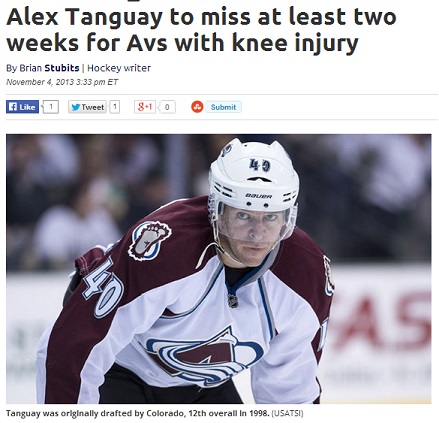 Alex Tanguay to miss at least two
weeks for Avs with knee injury
By Brian Stubits | Hockey writer
November 4, 2013 3:33 pm ET
Like 1 Tweet 1 g+1 0 Submit
40
BAUER
40
Tanguay was originally drafted by Colorado, 12th overall in 1998. (USATSI)